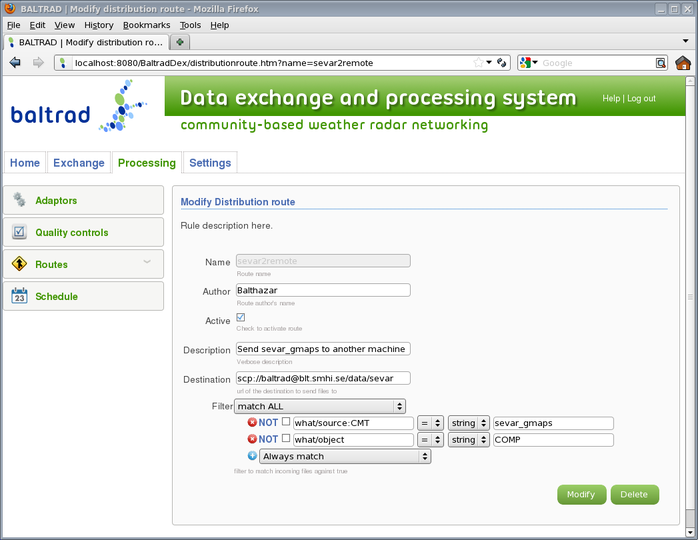 BALTRAD | Modify distribution route - Mozilla Firefox
File Edit View History Bookmarks Tools Help
BALTRAD | Modify distribution ro...
localhost:8080/BaltradDex/distributionroute.htm?name=sevar2remote
Google
baltrad
Data exchange and processing system
Help | Log out
community-based weather radar networking
Home Exchange Processing Settings
Adaptors
Quality controls
Routes
23 Schedule
Modify Distribution route
Rule description here.
Name sevar2remote
Route name
Author Balthazar
Route author's name
Active
Check to activate route
Description Send sevar_gmaps to another machine
Verbose description
Destination scp://baltrad@blt.smhi.se/data/sevar
url of the destination to send files to
Filter match ALL
NOT what/source:CMT = string sevar_gmaps
NOT what/object = string COMP
Always match
filter to match incoming files against true
Modify Delete